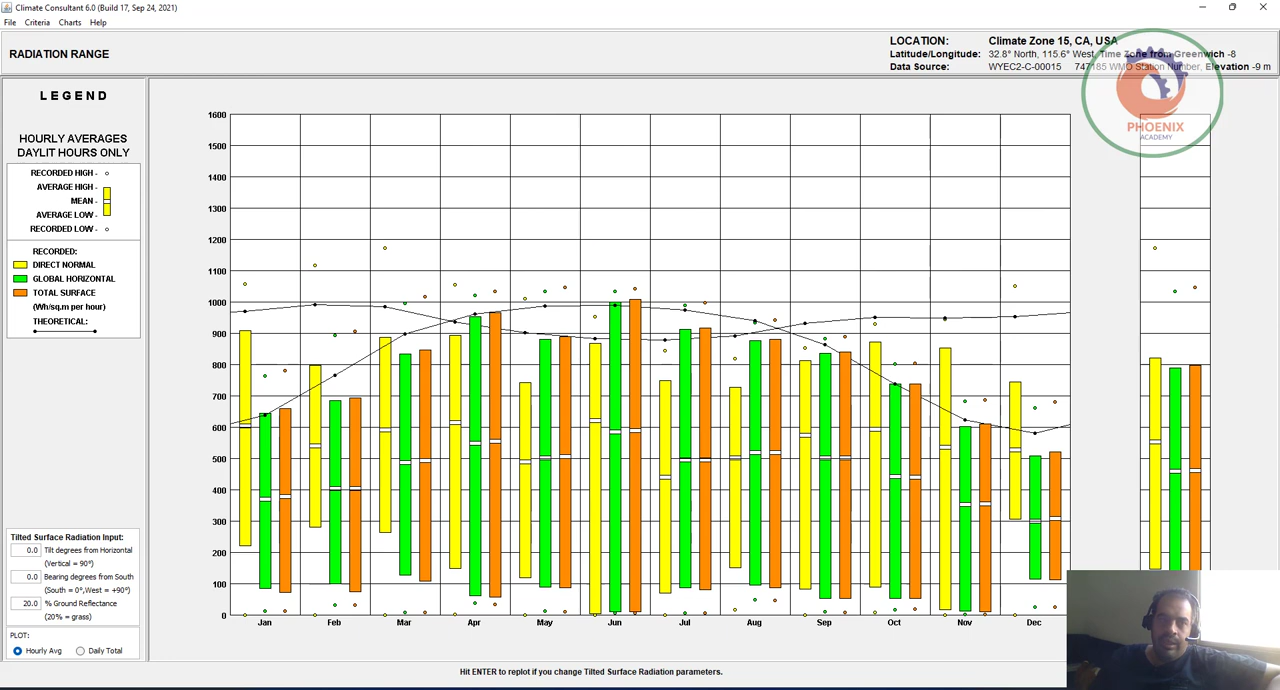 Climate Consultant 6.0 (Build 17, Sep 24, 2021)
File Criteria Charts Help
RADIATION RANGE
LOCATION: Climate Zone 15, CA, USA
Latitude/Longitude: 32.8° North, 115.6° West, Time Zone from Greenwich -8
Data Source: WYEC2-C-00015 747185 WMO Station Number, Elevation -9 m
PHOENIX
ACADEMY
LEGEND
HOURLY AVERAGES
DAYLIT HOURS ONLY
RECORDED HIGH -
AVERAGE HIGH -
MEAN -
AVERAGE LOW -
RECORDED LOW -
RECORDED:
DIRECT NORMAL
GLOBAL HORIZONTAL
TOTAL SURFACE
(Wh/sq.m per hour)
THEORETICAL:
Tilted Surface Radiation Input:
0.0 Tilt degrees from Horizontal
(Vertical = 90°)
0.0 Bearing degrees from South
(South = 0°,West = +90°)
20.0 % Ground Reflectance
(20% = grass)
PLOT:
Hourly Avg Daily Total
1600
1500
1400
1300
1200
1100
1000
900
800
700
600
500
400
300
200
100
0
Jan Feb Mar Apr May Jun Jul Aug Sep Oct Nov Dec
Hit ENTER to replot if you change Tilted Surface Radiation parameters.